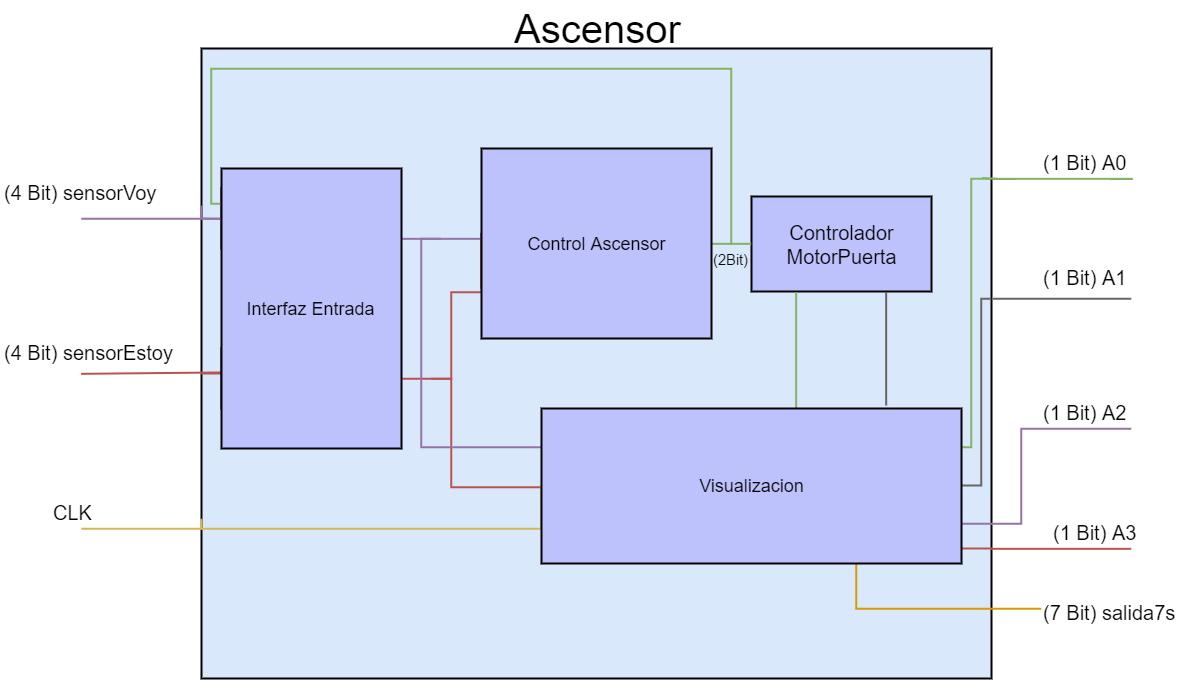 Ascensor
(4 Bit) sensorVoy
(4 Bit) sensorEstoy
CLK
Interfaz Entrada
Control Ascensor
(2Bit)
Controlador
MotorPuerta
Visualizacion
(1 Bit) A0
(1 Bit) A1
(1 Bit) A2
(1 Bit) A3
(7 Bit) salida7s